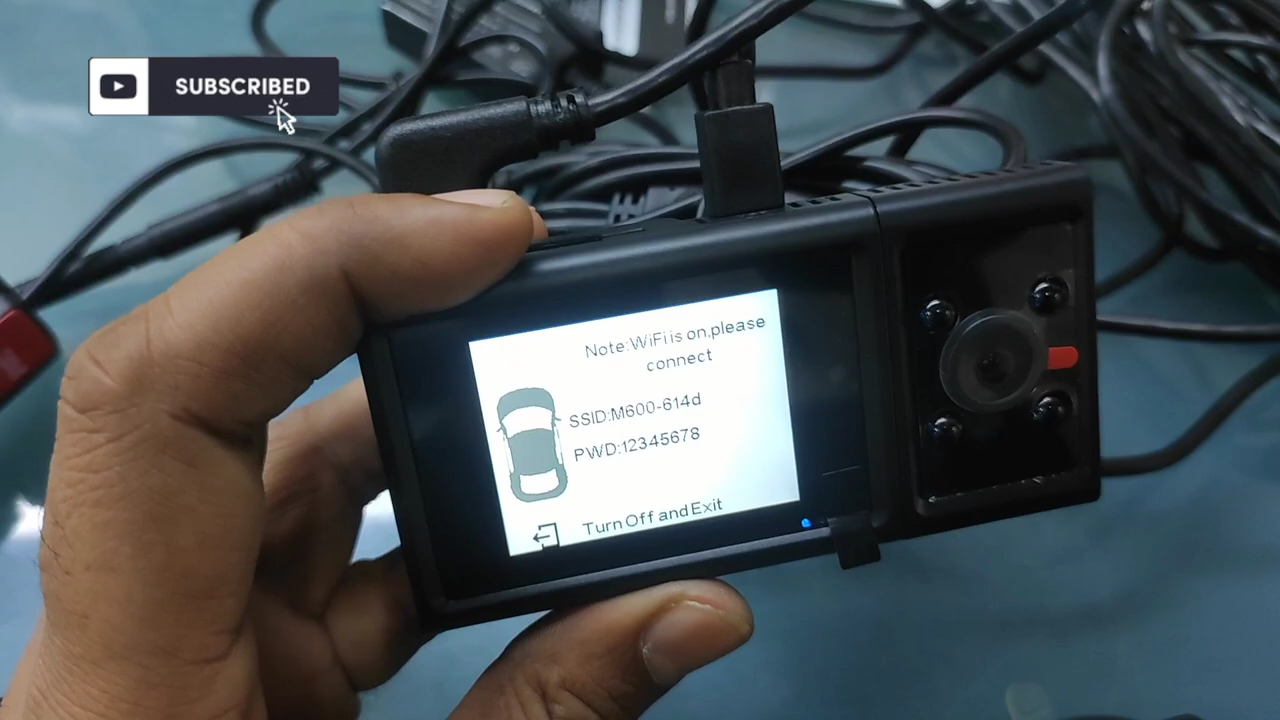 SUBSCRIBED
Note:WiFi is on,please
connect
SSID:M600-614d
PWD:12345678
Turn Off and Exit